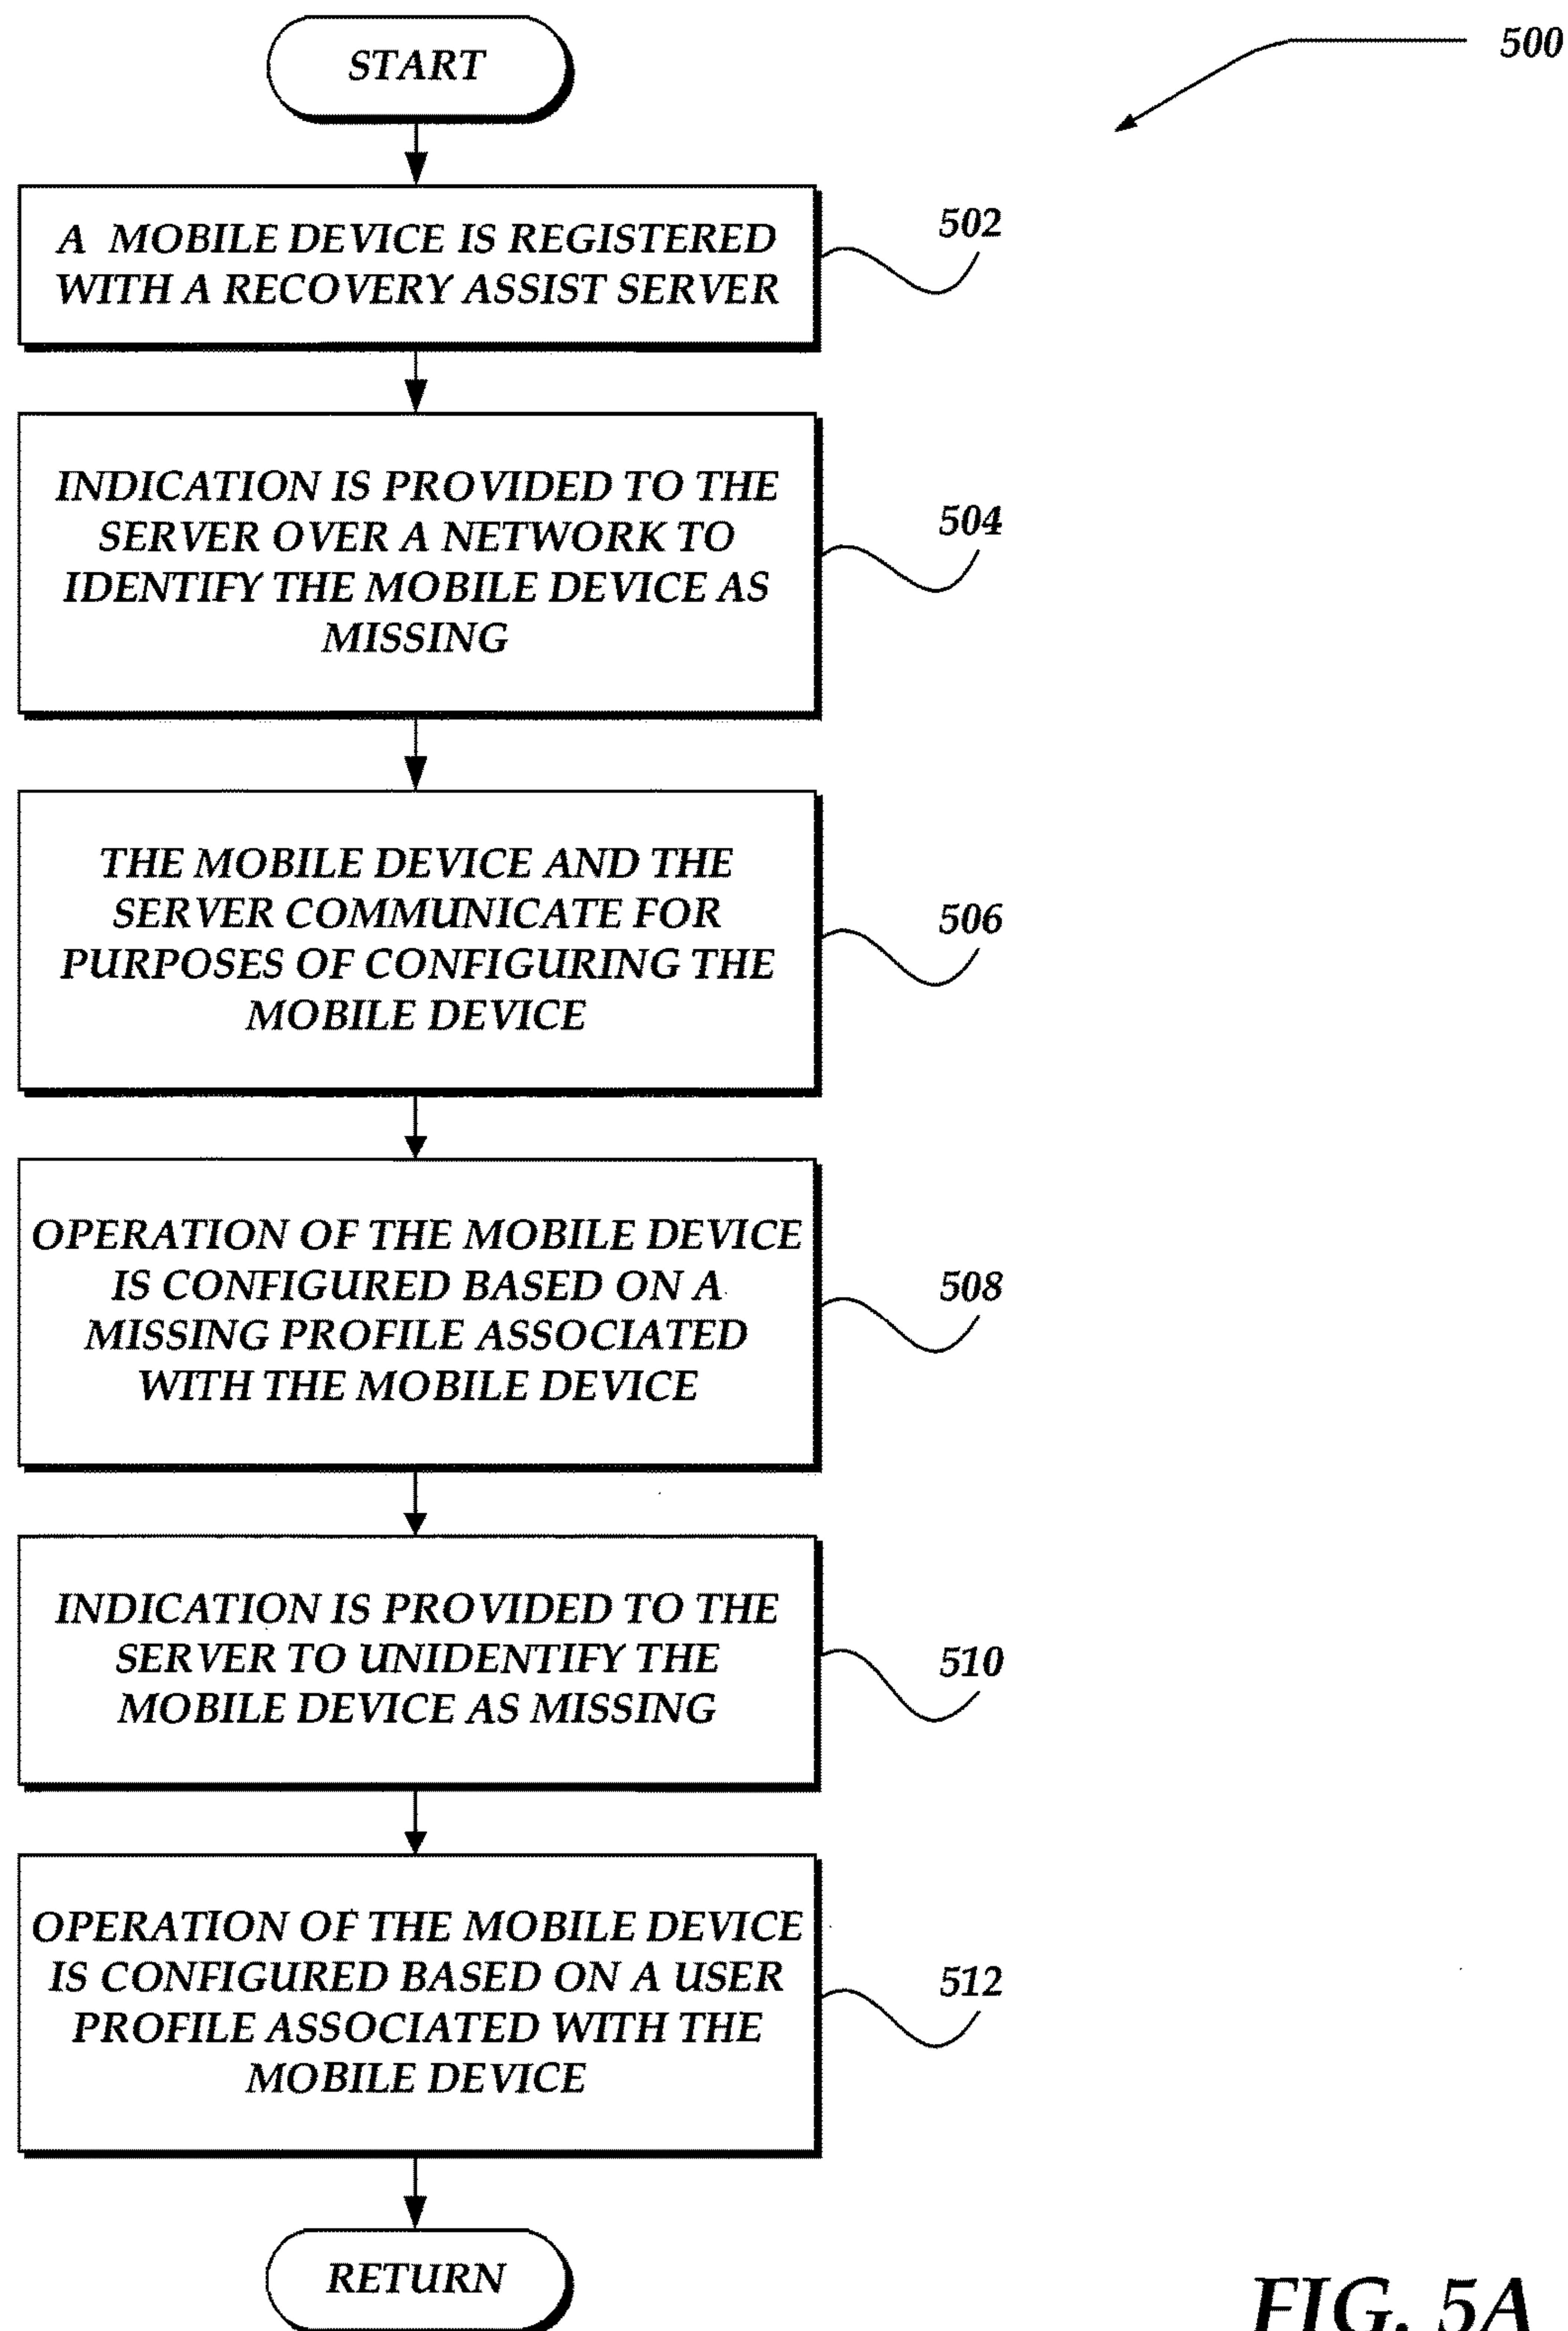 START
500
A MOBILE DEVICE IS REGISTERED
WITH A RECOVERY ASSIST SERVER
502
INDICATION IS PROVIDED TO THE
SERVER OVER A NETWORK TO
IDENTIFY THE MOBILE DEVICE AS
MISSING
504
THE MOBILE DEVICE AND THE
SERVER COMMUNICATE FOR
PURPOSES OF CONFIGURING THE
MOBILE DEVICE
506
OPERATION OF THE MOBILE DEVICE
IS CONFIGURED BASED ON A
MISSING PROFILE ASSOCIATED
WITH THE MOBILE DEVICE
508
INDICATION IS PROVIDED TO THE
SERVER TO UNIDENTIFY THE
MOBILE DEVICE AS MISSING
510
OPERATION OF THE MOBILE DEVICE
IS CONFIGURED BASED ON A USER
PROFILE ASSOCIATED WITH THE
MOBILE DEVICE
512
RETURN
FIG. 5A